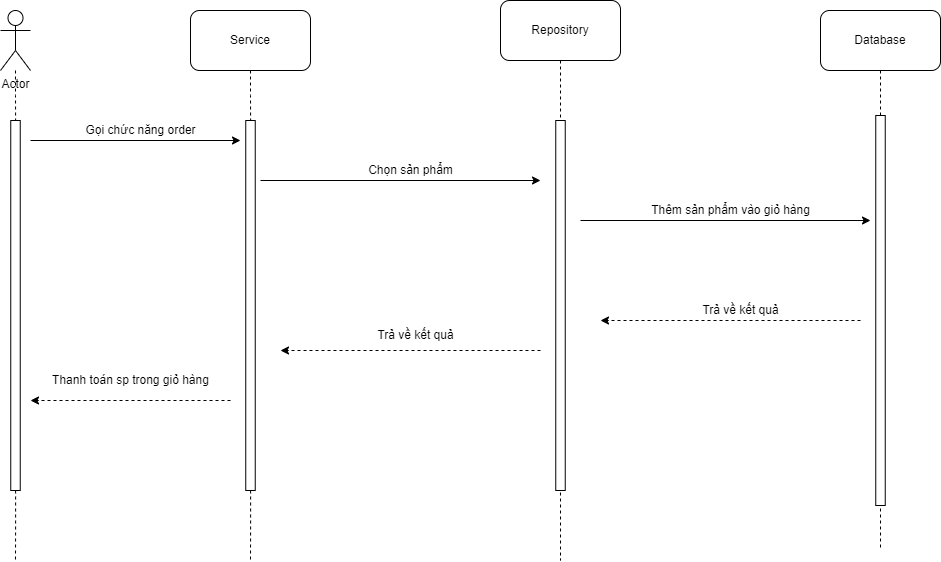 Service
Repository
Database
Actor
Gọi chức năng order
Chọn sản phẩm
Thêm sản phẩm vào giỏ hàng
Trả về kết quả
Trả về kết quả
Thanh toán sp trong giỏ hàng